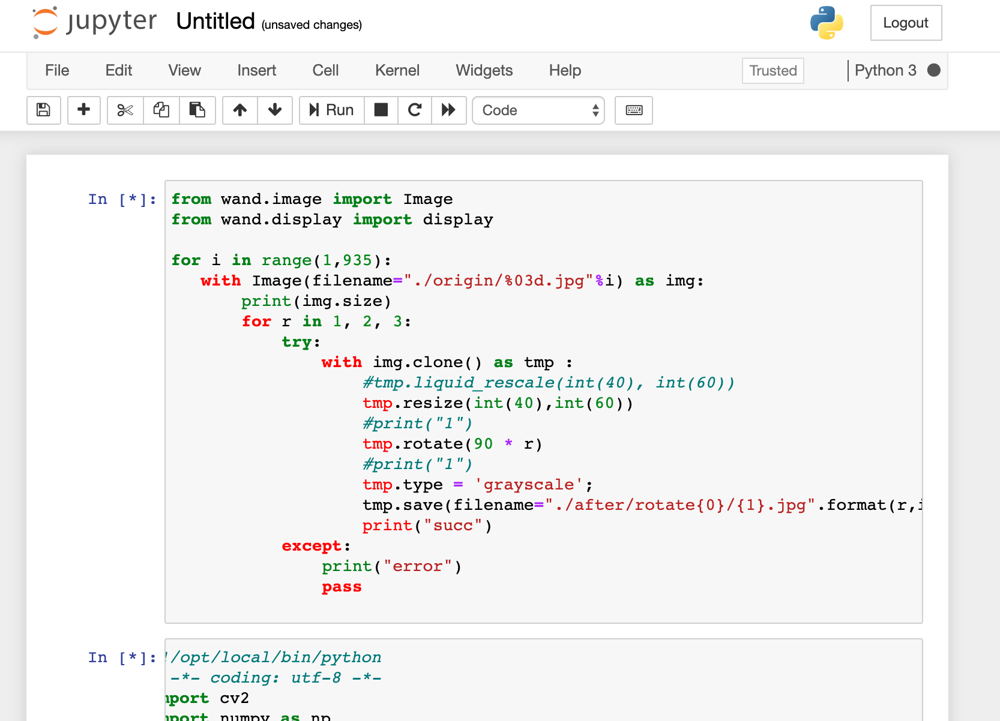 jupyter Untitled (unsaved changes)
Logout
File Edit View Insert Cell Kernel Widgets Help Trusted Python 3
Run Code
In [*]:
from wand.image import Image
from wand.display import display
for i in range(1,935):
with Image(filename="./origin/%03d.jpg"%i) as img:
print(img.size)
for r in 1, 2, 3:
try:
with img.clone() as tmp :
#tmp.liquid_rescale(int(40), int(60))
tmp.resize(int(40),int(60))
#print("1")
tmp.rotate(90 * r)
#print("1")
tmp.type = 'grayscale';
tmp.save(filename="./after/rotate{0}/{1}.jpg".format(r,i
print("succ")
except:
print("error")
pass
In [*]:
!/opt/local/bin/python
-*- coding: utf-8 -*-
mport cv2
mport numpy as np